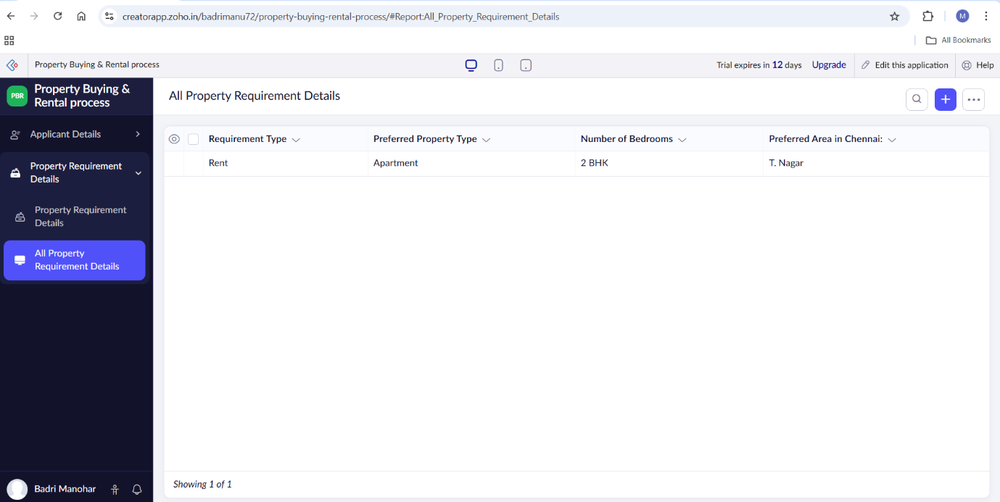 creatorapp.zoho.in/badrimanu72/property-buying-rental-process/#Report:All_Property_Requirement_Details
M
All Bookmarks
Property Buying & Rental process
Trial expires in 12 days
Upgrade
Edit this application
Help
PBR
Property Buying &
Rental process
Applicant Details
Property Requirement
Details
Property Requirement
Details
All Property
Requirement Details
Badri Manohar
All Property Requirement Details
Requirement Type
Preferred Property Type
Number of Bedrooms
Preferred Area in Chennai:
Rent
Apartment
2 BHK
T. Nagar
Showing 1 of 1